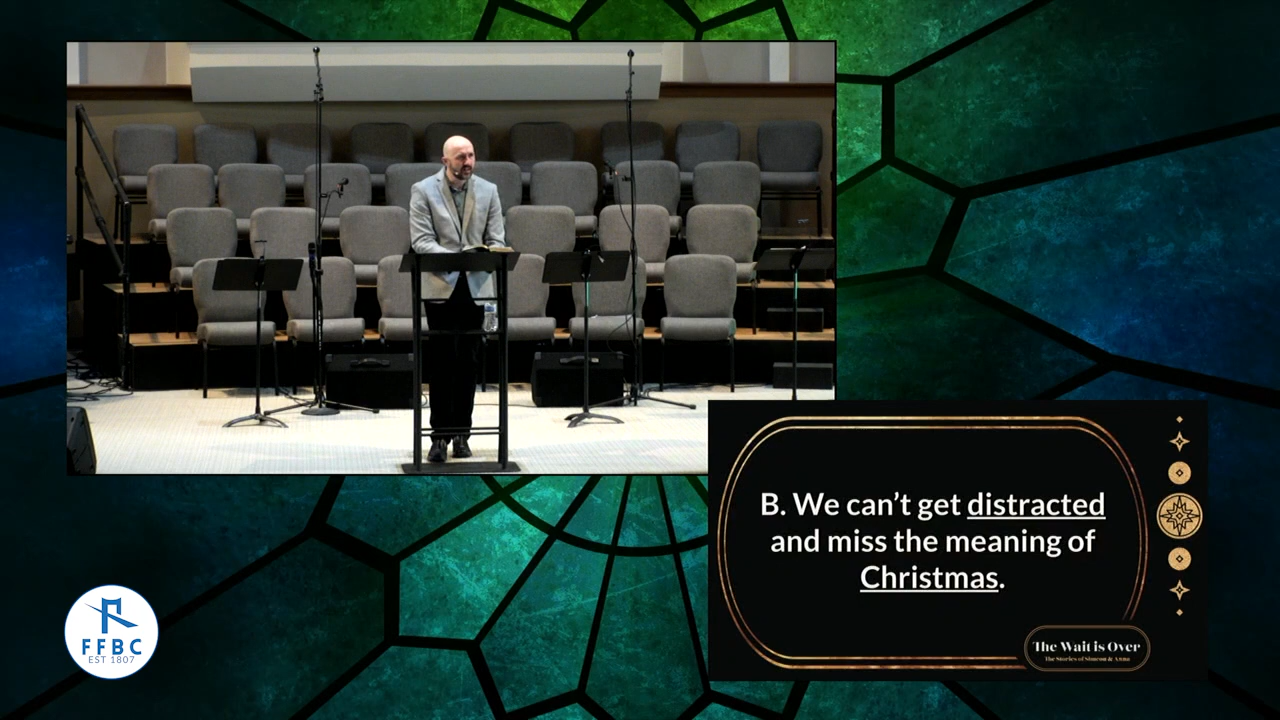 B. We can’t get distracted
and miss the meaning of
Christmas.
The Wait is Over
The Stories of Simeon & Anna
FFBC
EST 1807